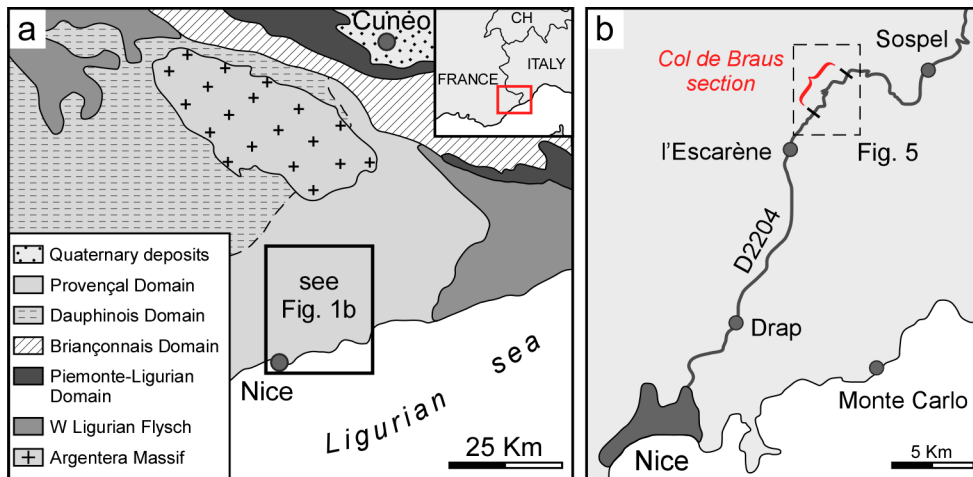 a
Cunéo
CH
FRANCE
ITALY
see
Fig. 1b
Nice
Ligurian sea
25 Km
Quaternary deposits
Provençal Domain
Dauphinois Domain
Briançonnais Domain
Piemonte-Ligurian
Domain
W Ligurian Flysch
Argentera Massif
b
Sospel
Col de Braus
section
Fig. 5
l'Escarène
D2204
Drap
Monte Carlo
Nice
5 Km